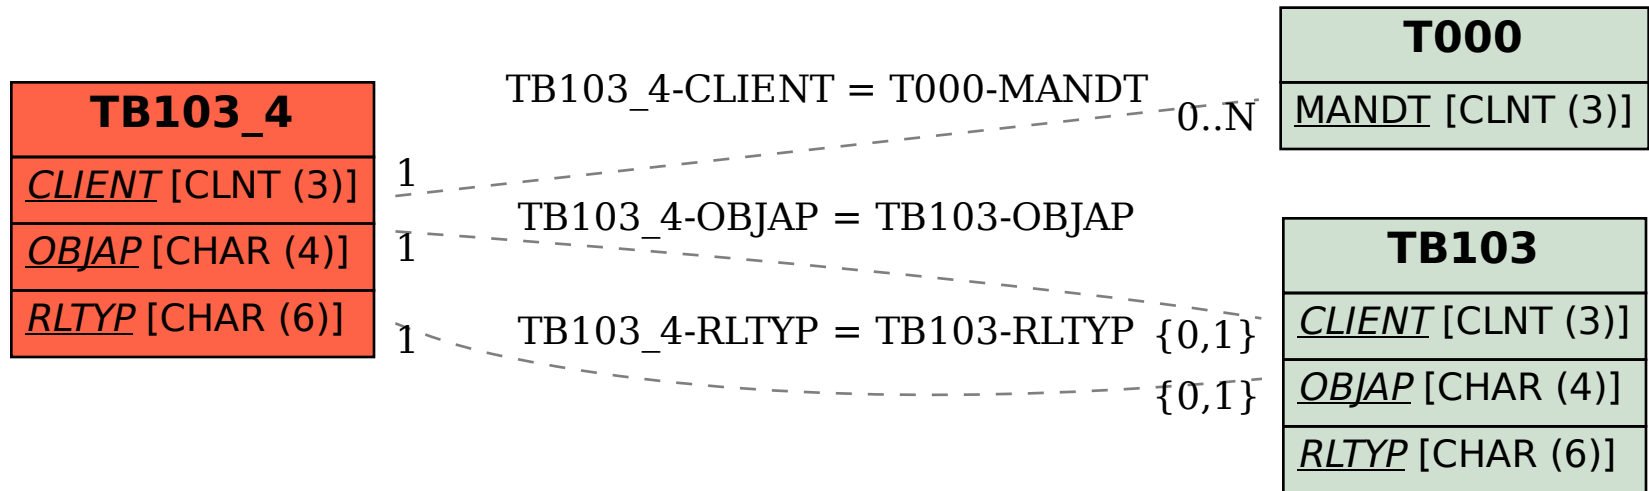 TB103_4
CLIENT [CLNT (3)]
OBJAP [CHAR (4)]
RLTYP [CHAR (6)]
TB103_4-CLIENT = T000-MANDT
1
0..N
TB103_4-OBJAP = TB103-OBJAP
1
{0,1}
TB103_4-RLTYP = TB103-RLTYP
1
{0,1}
T000
MANDT [CLNT (3)]
TB103
CLIENT [CLNT (3)]
OBJAP [CHAR (4)]
RLTYP [CHAR (6)]